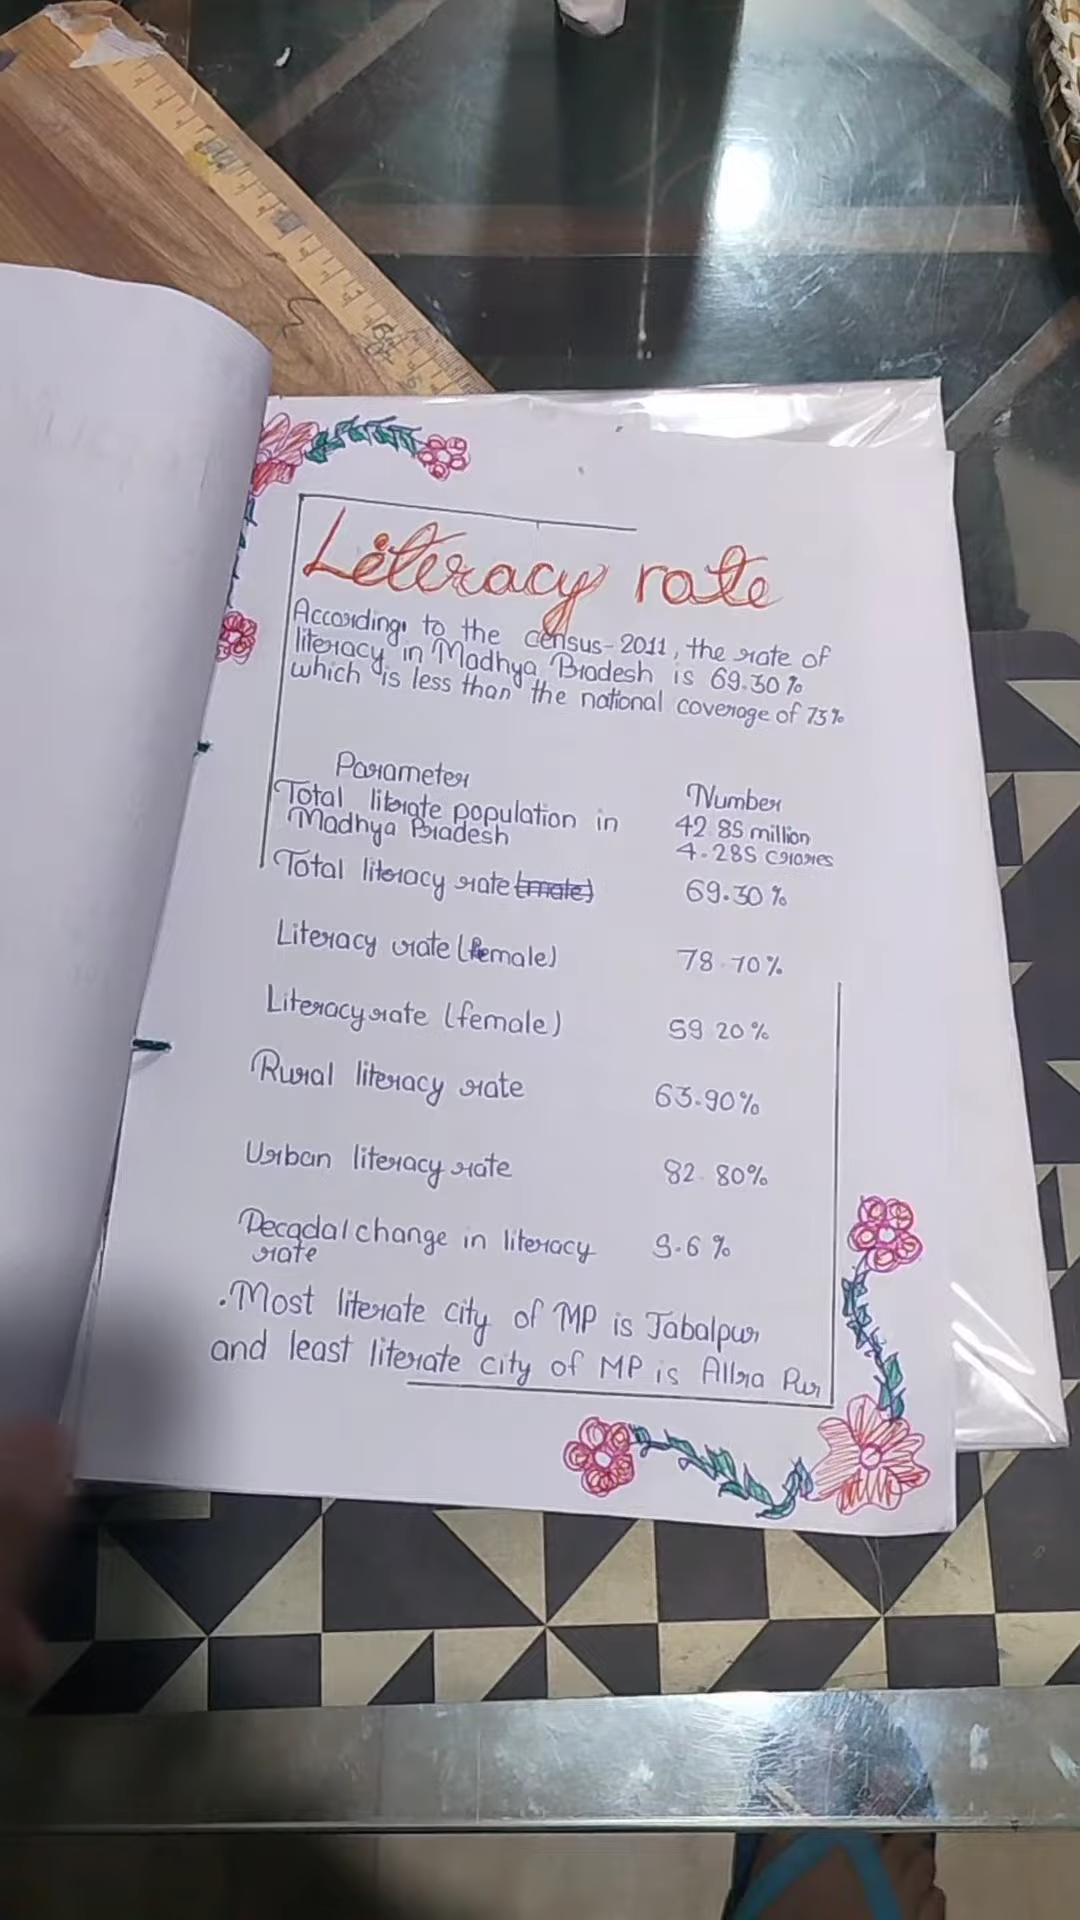 Literacy rate
According to the census-2011, the rate of
literacy in Madhya Pradesh is 69.30%
which is less than the national coverage of 73%
Parameter Number
Total literate population in 42.85 million
Madhya Pradesh 4.285 crores
Total literacy rate (male) 69.30%
Literacy rate (female) 78.70%
Literacy rate (female) 59.20%
Rural literacy rate 63.90%
Urban literacy rate 82.80%
Decadal change in literacy 5.6%
rate
.Most literate city of MP is Jabalpur
and least literate city of MP is